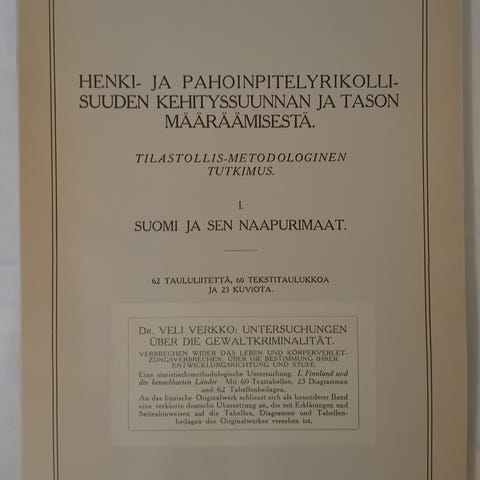 HENKI- JA PAHOINPITELYRIKOLLI-
SUUDEN KEHITYSSUUNNAN JA TASON
MÄÄRÄÄMISESTÄ.
TILASTOLLIS-METODOLOGINEN
TUTKIMUS.
I.
SUOMI JA SEN NAAPURIMAAT.
62 TAULULIITETTÄ, 60 TEKSTITAULUKKOA
JA 23 KUVIOTA.
DR. VELI VERKKO: UNTERSUCHUNGEN
ÜBER DIE GEWALTKRIMINALITÄT.
VERBRECHEN WIDER DAS LEBEN UND KÖRPERVERLET-
ZUNGSVERBRECHEN. ÜBER DIE BESTIMMUNG IHRER
ENTWICKLUNGSRICHTUNG UND STUFE.
Eine statistisch-methodologische Untersuchung. I. Finnland und
die benachbarten Länder Mit 60 Texttabellen, 23 Diagrammen
und 62 Tabellenbeilagen.
An das finnische Originalwerk schliesst sich als besonderer Band
eine verkürzte deutsche Übersetzung an, die mit Erklärungen und
Seitenhinweisen auf die Tabellen, Diagramme und Tabellen-
beilagen des Originalwerkes versehen ist.